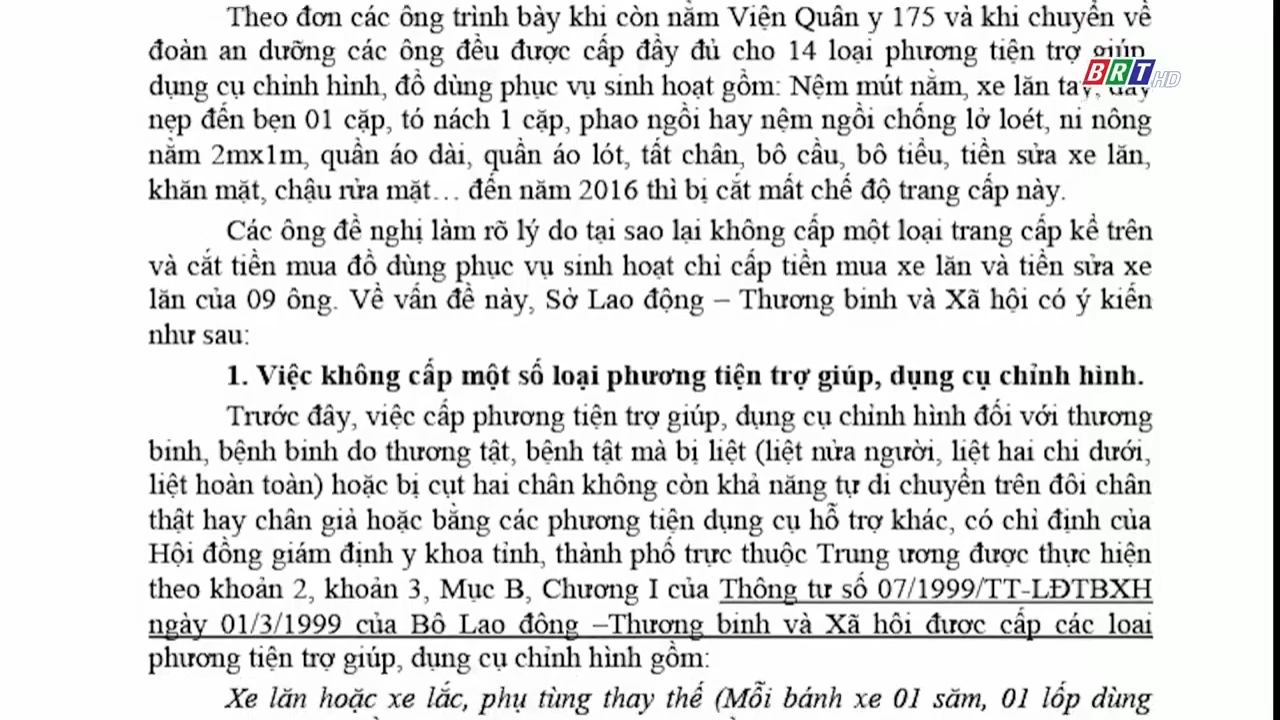 Theo đơn các ông trình bày khi còn nằm Viện Quân y 175 và khi chuyển về
đoàn an dưỡng các ông đều được cấp đầy đủ cho 14 loại phương tiện trợ giúp
dụng cụ chỉnh hình, đồ dùng phục vụ sinh hoạt gồm: Nệm mút nằm, xe lăn tay, dây
BRT HD
nẹp đến bẹn 01 cặp, tó nách 1 cặp, phao ngồi hay nệm ngồi chống lở loét, ni nông
nằm 2mx1m, quần áo dài, quần áo lót, tất chân, bô cầu, bô tiểu, tiền sửa xe lăn,
khăn mặt, chậu rửa mặt… đến năm 2016 thì bị cắt mất chế độ trang cấp này.
Các ông đề nghị làm rõ lý do tại sao lại không cấp một loại trang cấp kể trên
và cắt tiền mua đồ dùng phục vụ sinh hoạt chỉ cấp tiền mua xe lăn và tiền sửa xe
lăn của 09 ông. Về vấn đề này, Sở Lao động – Thương binh và Xã hội có ý kiến
như sau:
1. Việc không cấp một số loại phương tiện trợ giúp, dụng cụ chỉnh hình.
Trước đây, việc cấp phương tiện trợ giúp, dụng cụ chỉnh hình đối với thương
binh, bệnh binh do thương tật, bệnh tật mà bị liệt (liệt nửa người, liệt hai chi dưới,
liệt hoàn toàn) hoặc bị cụt hai chân không còn khả năng tự di chuyển trên đôi chân
thật hay chân giả hoặc bằng các phương tiện dụng cụ hỗ trợ khác, có chỉ định của
Hội đồng giám định y khoa tỉnh, thành phố trực thuộc Trung ương được thực hiện
theo khoản 2, khoản 3, Mục B, Chương I của Thông tư số 07/1999/TT-LĐTBXH
ngày 01/3/1999 của Bộ Lao động –Thương binh và Xã hội được cấp các loại
phương tiện trợ giúp, dụng cụ chỉnh hình gồm:
Xe lăn hoặc xe lắc, phụ tùng thay thế (Mỗi bánh xe 01 săm, 01 lốp dùng